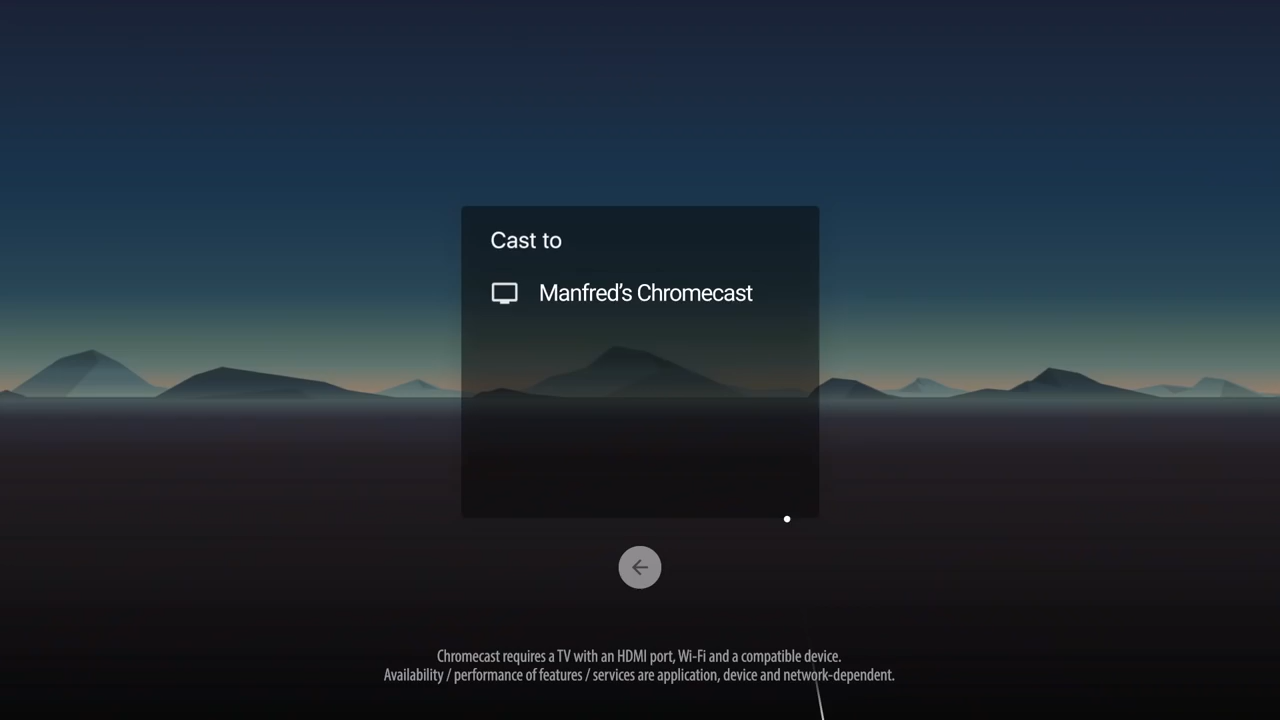 Cast to
Manfred’s Chromecast
Chromecast requires a TV with an HDMI port, Wi-Fi and a compatible device.
Availability / performance of features / services are application, device and network-dependent.